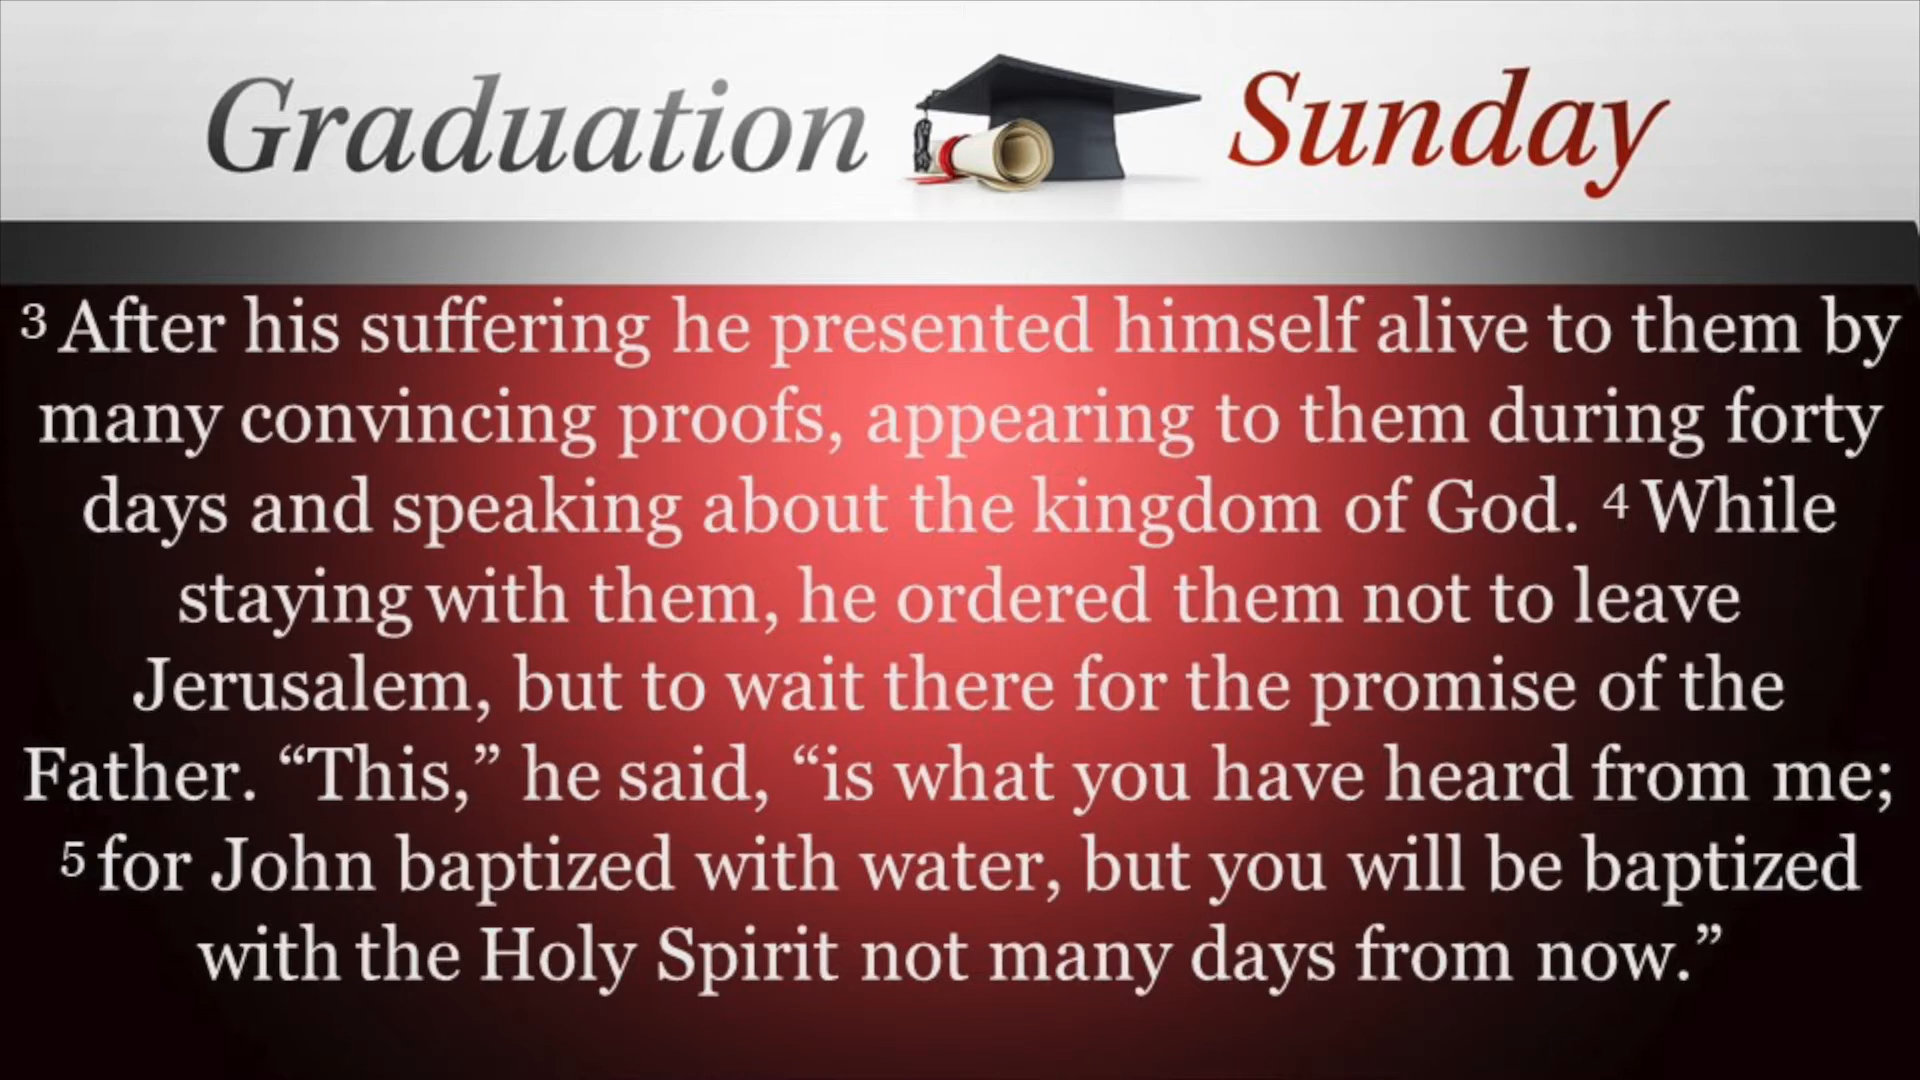 Graduation Sunday
³ After his suffering he presented himself alive to them by
many convincing proofs, appearing to them during forty
days and speaking about the kingdom of God. ⁴ While
staying with them, he ordered them not to leave
Jerusalem, but to wait there for the promise of the
Father. “This,” he said, “is what you have heard from me;
⁵ for John baptized with water, but you will be baptized
with the Holy Spirit not many days from now.”